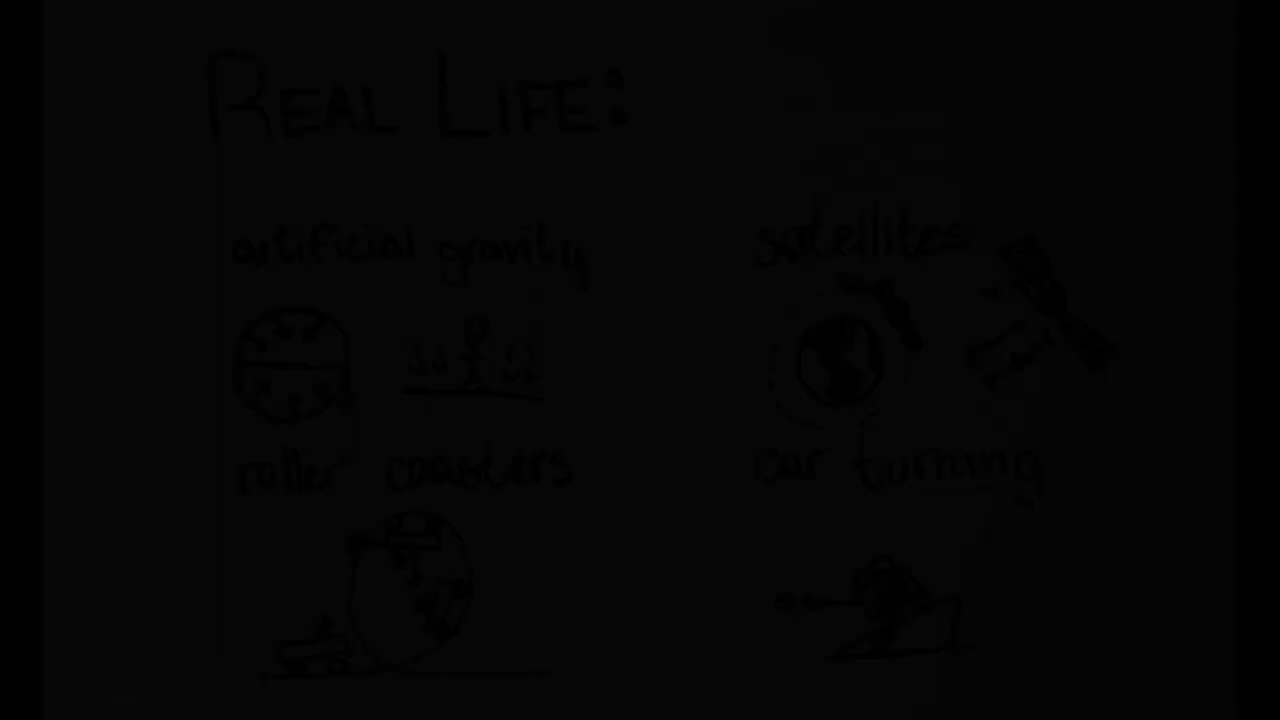 REAL LIFE:
artificial gravity
satellites
roller coasters
car turning